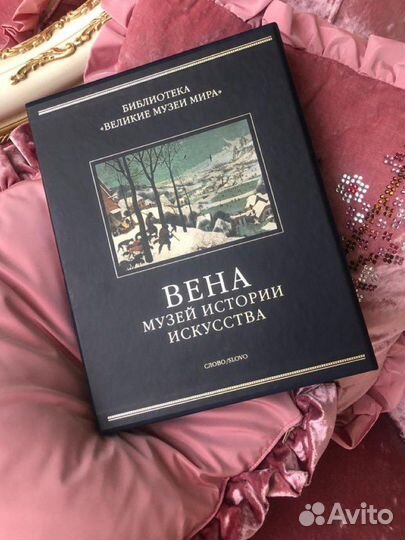 БИБЛИОТЕКА
«ВЕЛИКИЕ МУЗЕИ МИРА»
ВЕНА
МУЗЕЙ ИСТОРИИ
ИСКУССТВА
СЛОВО/SLOVO
Avito